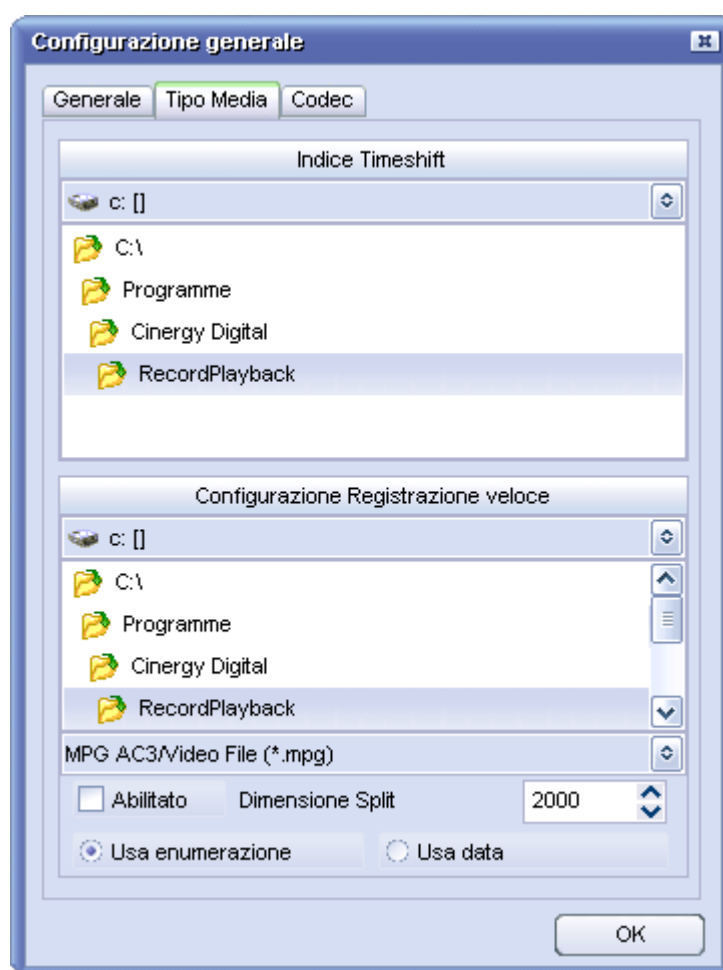 Configurazione generale
Generale Tipo Media Codec
Indice Timeshift
c: []
C:\
Programme
Cinergy Digital
RecordPlayback
Configurazione Registrazione veloce
c: []
C:\
Programme
Cinergy Digital
RecordPlayback
MPG AC3/Video File (*.mpg)
Abilitato Dimensione Split 2000
Usa enumerazione Usa data
OK